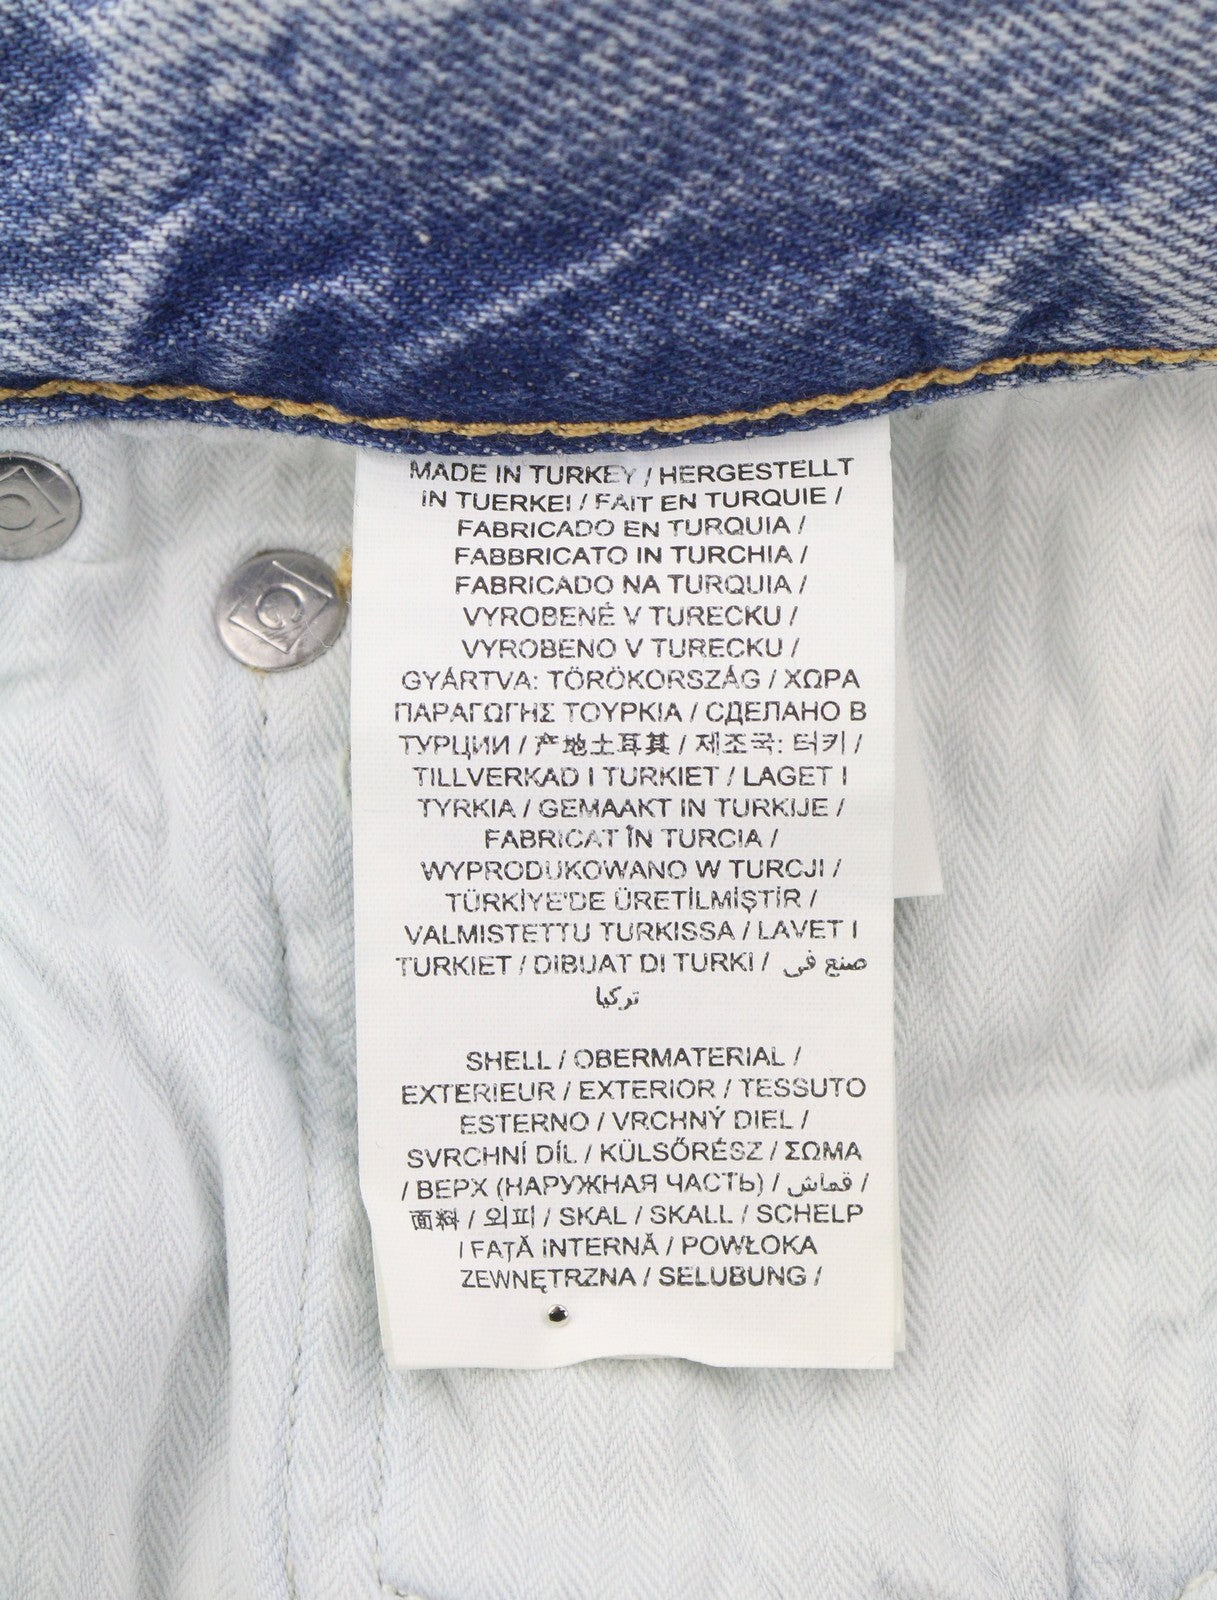 MADE IN TURKEY / HERGESTELLT
IN TUERKEI / FAIT EN TURQUIE /
FABRICADO EN TURQUIA /
FABBRICATO IN TURCHIA /
FABRICADO NA TURQUIA /
VYROBENÉ V TURECKU /
VYROBENO V TURECKU /
GYÁRTVA: TÖRÖKORSZÁG / ΧΩΡΑ
ΠΑΡΑΓΩΓΗΣ ΤΟΥΡΚΙΑ / СДЕЛАНО В
ТУРЦИИ / 产地土耳其 / 제조국: 터키 /
TILLVERKAD I TURKIET / LAGET I
TYRKIA / GEMAAKT IN TURKIJE /
FABRICAT ÎN TURCIA /
WYPRODUKOWANO W TURCJI /
TÜRKİYE'DE ÜRETİLMİŞTİR /
VALMISTETTU TURKISSA / LAVET I
TURKIET / DIBUAT DI TURKI / صنع في
تركيا
SHELL / OBERMATERIAL /
EXTERIEUR / EXTERIOR / TESSUTO
ESTERNO / VRCHNÝ DIEL /
SVRCHNÍ DÍL / KÜLSŐRÉSZ / ΣΩΜΑ
/ ВЕРХ (НАРУЖНАЯ ЧАСТЬ) / قماش /
面料 / 외피 / SKAL / SKALL / SCHELP
/ FAȚĂ INTERNĂ / POWŁOKA
ZEWNĘTRZNA / SELUBUNG /